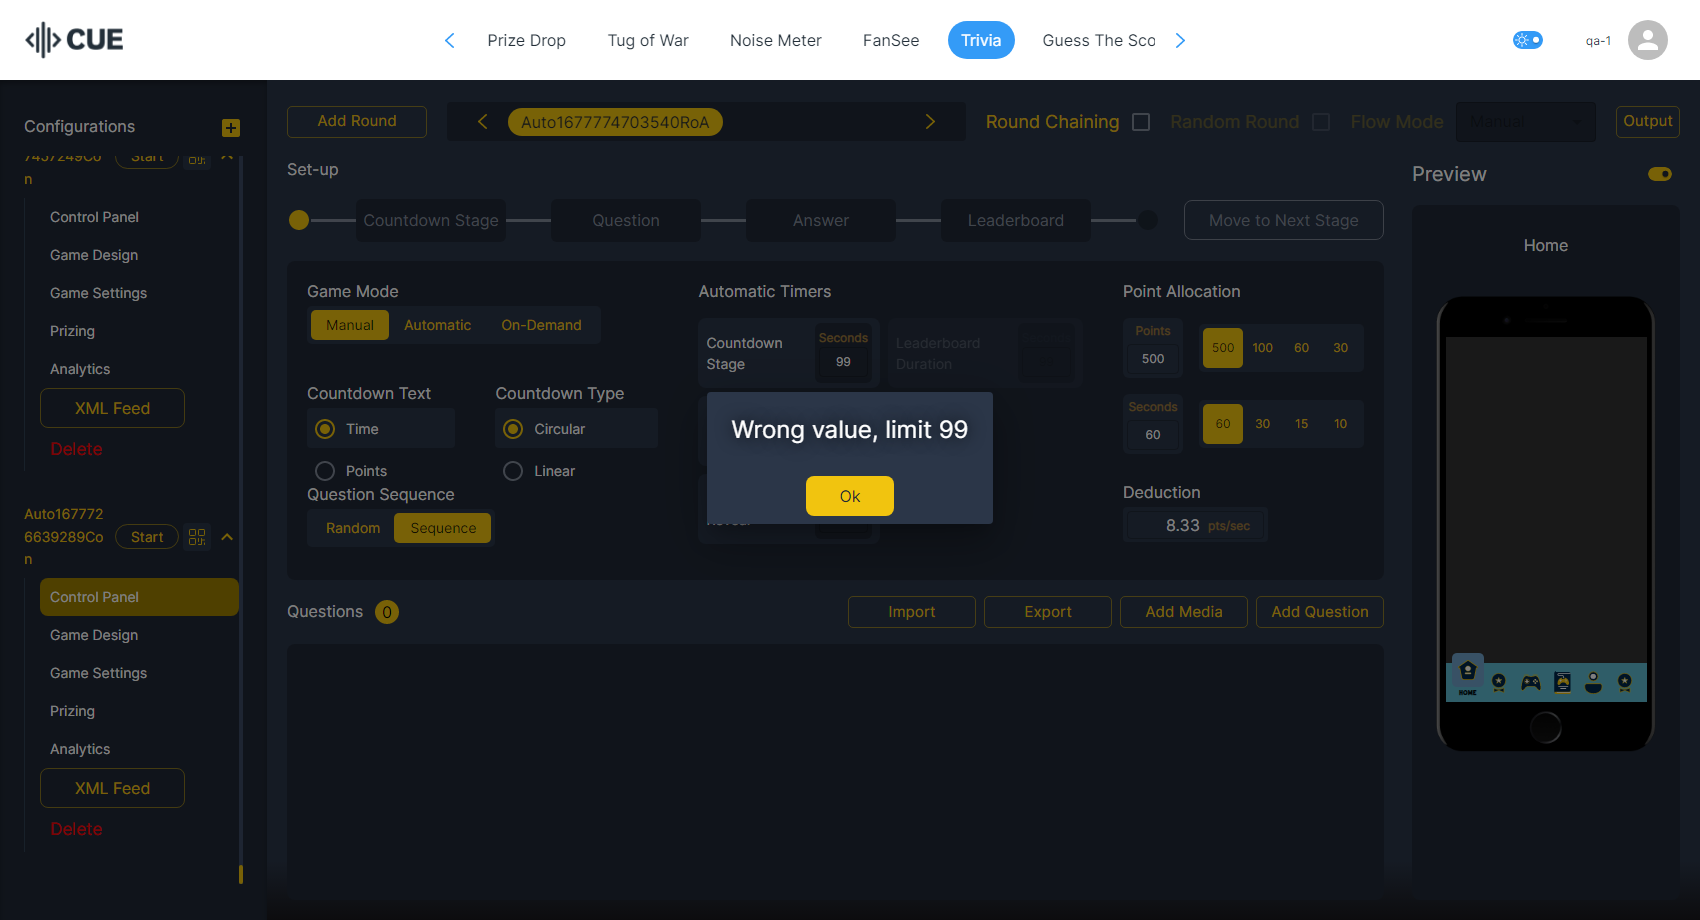 CUE
Prize Drop
Tug of War
Noise Meter
FanSee
Trivia
Guess The Sco
qa-1
Configurations
Add Round
Auto1677774703540RoA
Round Chaining
Random Round
Flow Mode
Manual
Output
7457249Co
n
Start
Control Panel
Game Design
Game Settings
Prizing
Analytics
XML Feed
Delete
Auto167772
6639289Co
n
Start
Control Panel
Game Design
Game Settings
Prizing
Analytics
XML Feed
Delete
Set-up
Countdown Stage
Question
Answer
Leaderboard
Move to Next Stage
Game Mode
Manual
Automatic
On-Demand
Countdown Text
Time
Points
Countdown Type
Circular
Linear
Question Sequence
Random
Sequence
Automatic Timers
Countdown
Stage
Seconds
99
Leaderboard
Duration
Wrong value, limit 99
Ok
Point Allocation
Points
500
500
100
60
30
Seconds
60
60
30
15
10
Deduction
8.33 pts/sec
Questions 0
Import
Export
Add Media
Add Question
Preview
Home
HOME